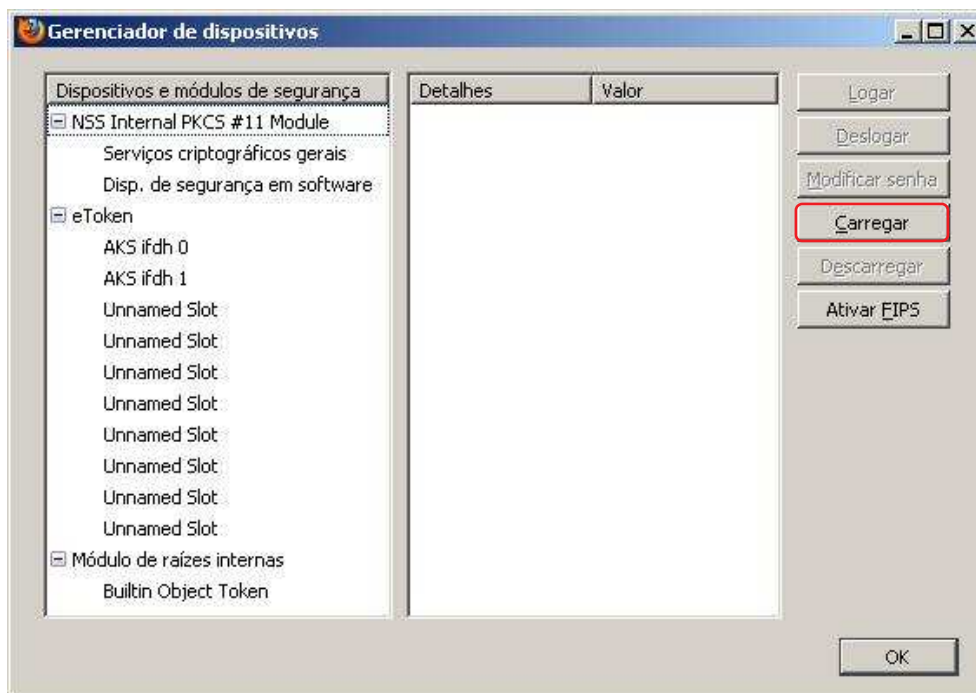 Gerenciador de dispositivos
Dispositivos e módulos de segurança
NSS Internal PKCS #11 Module
Serviços criptográficos gerais
Disp. de segurança em software
eToken
AKS ifdh 0
AKS ifdh 1
Unnamed Slot
Unnamed Slot
Unnamed Slot
Unnamed Slot
Unnamed Slot
Unnamed Slot
Unnamed Slot
Unnamed Slot
Módulo de raízes internas
Builtin Object Token
Detalhes
Valor
Logar
Deslogar
Modificar senha
Carregar
Descarregar
Ativar FIPS
OK